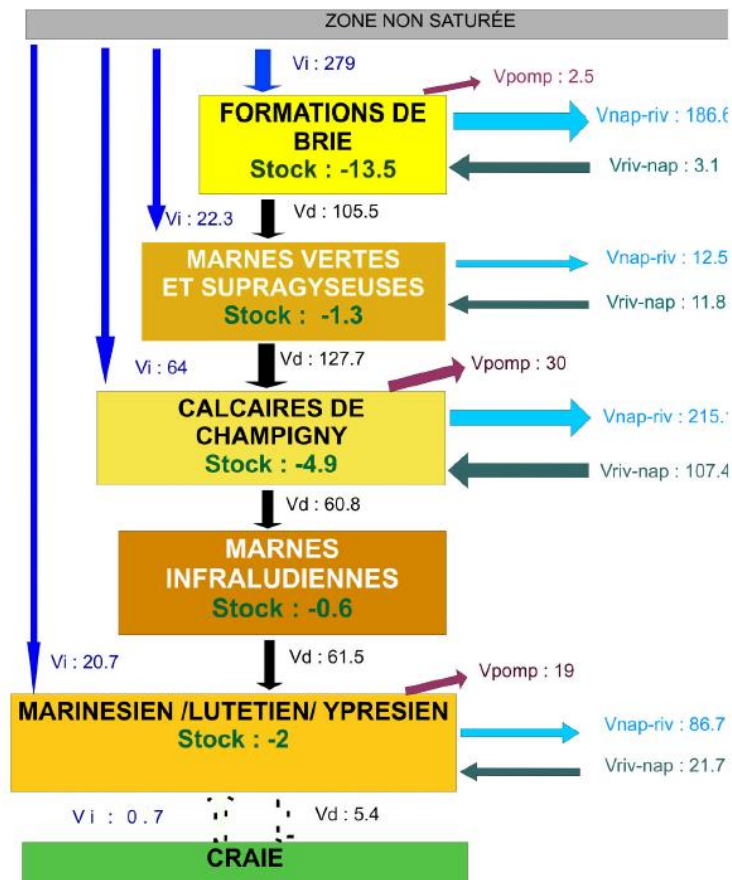 ZONE NON SATURÉE
Vi : 279
Vpomp : 2.5
FORMATIONS DE
BRIE
Stock : -13.5
Vnap-riv : 186.6
Vriv-nap : 3.1
Vi : 22.3
Vd : 105.5
MARNES VERTES
ET SUPRAGYSEUSES
Stock : -1.3
Vnap-riv : 12.5
Vriv-nap : 11.8
Vi : 64
Vd : 127.7
Vpomp : 30
CALCAIRES DE
CHAMPIGNY
Stock : -4.9
Vnap-riv : 215.
Vriv-nap : 107.4
Vd : 60.8
MARNES
INFRALUDIENNES
Stock : -0.6
Vi : 20.7
Vd : 61.5
Vpomp : 19
MARINESIEN /LUTETIEN/ YPRESIEN
Stock : -2
Vnap-riv : 86.7
Vriv-nap : 21.7
Vi : 0.7
Vd : 5.4
CRAIE